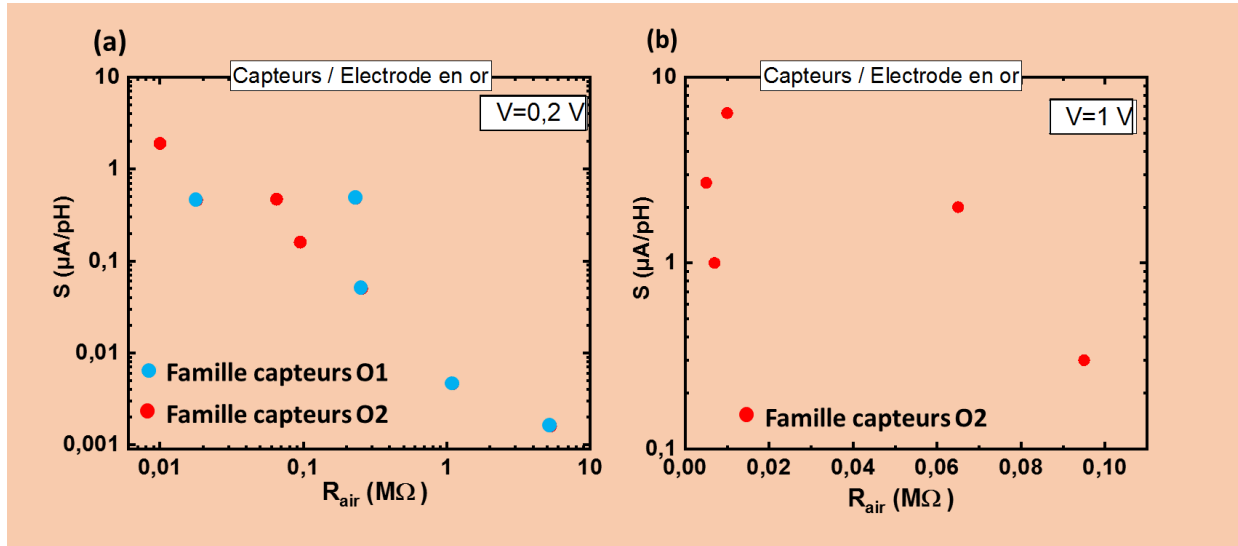 (a)
Capteurs / Electrode en or
V=0,2 V
10
1
0,1
0,01
0,001
S (µA/pH)
Famille capteurs O1
Famille capteurs O2
0,01 0,1 1 10
Rair (MΩ)
(b)
Capteurs / Electrode en or
V=1 V
10
1
0,1
S (µA/pH)
Famille capteurs O2
0,00 0,02 0,04 0,06 0,08 0,10
Rair (MΩ)